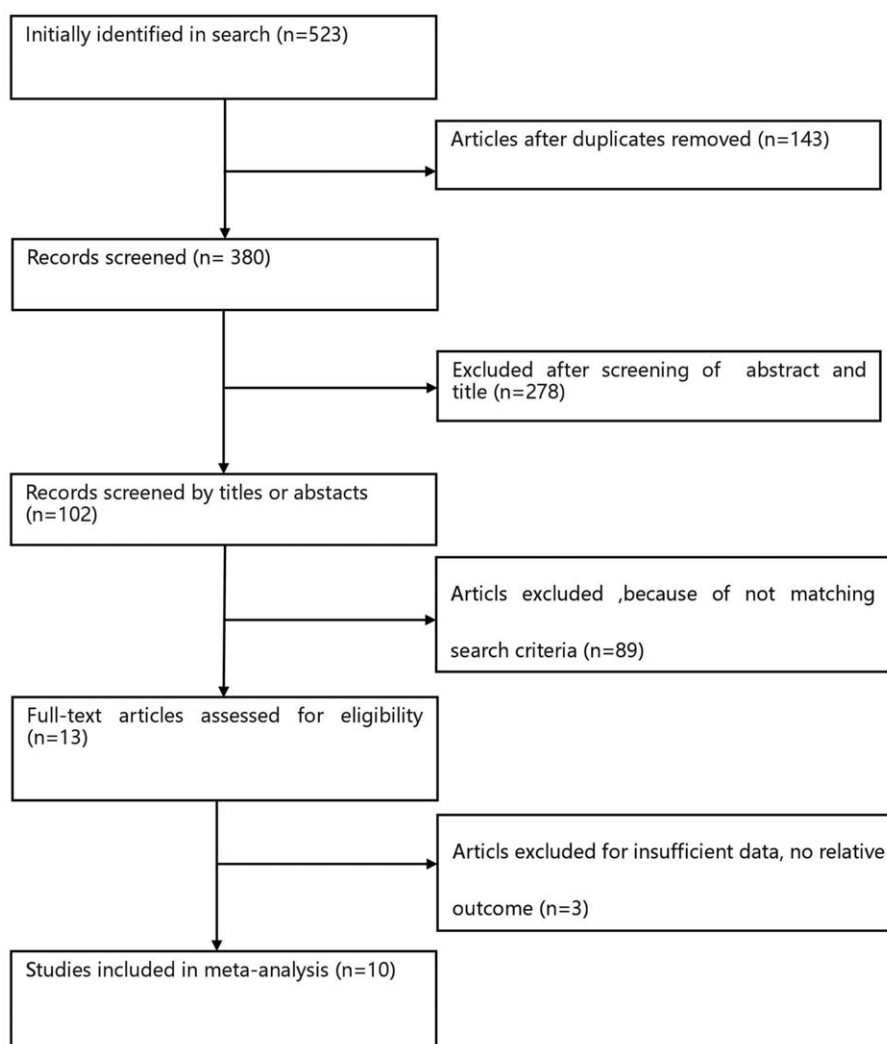 Initially identified in search (n=523)
Articles after duplicates removed (n=143)
Records screened (n= 380)
Excluded after screening of abstract and
title (n=278)
Records screened by titles or abstacts
(n=102)
Articls excluded ,because of not matching
search criteria (n=89)
Full-text articles assessed for eligibility
(n=13)
Articls excluded for insufficient data, no relative
outcome (n=3)
Studies included in meta-analysis (n=10)